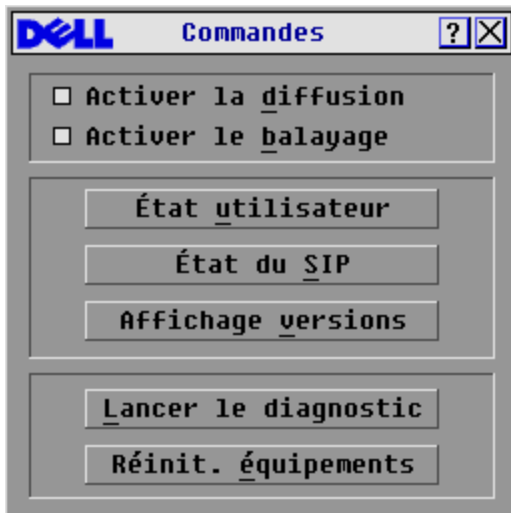 DELL Commandes ? X
Activer la diffusion
Activer le balayage
État utilisateur
État du SIP
Affichage versions
Lancer le diagnostic
Réinit. équipements